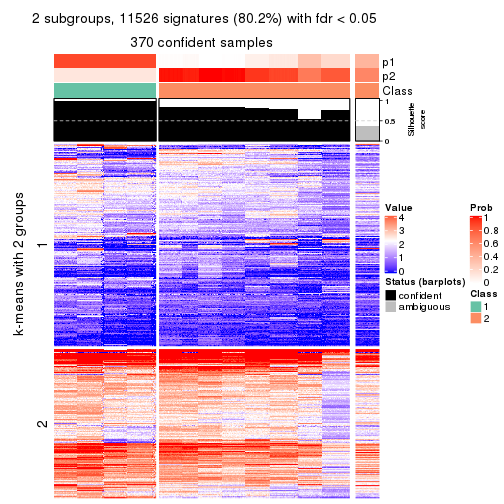 2 subgroups, 11526 signatures (80.2%) with fdr < 0.05
370 confident samples
p1
p2
Class
1
0.5
0
Silhouette
score
k-means with 2 groups
1
2
Value
4
3
2
1
0
Status (barplots)
confident
ambiguous
Prob
1
0.8
0.6
0.4
0.2
0
Class
1
2